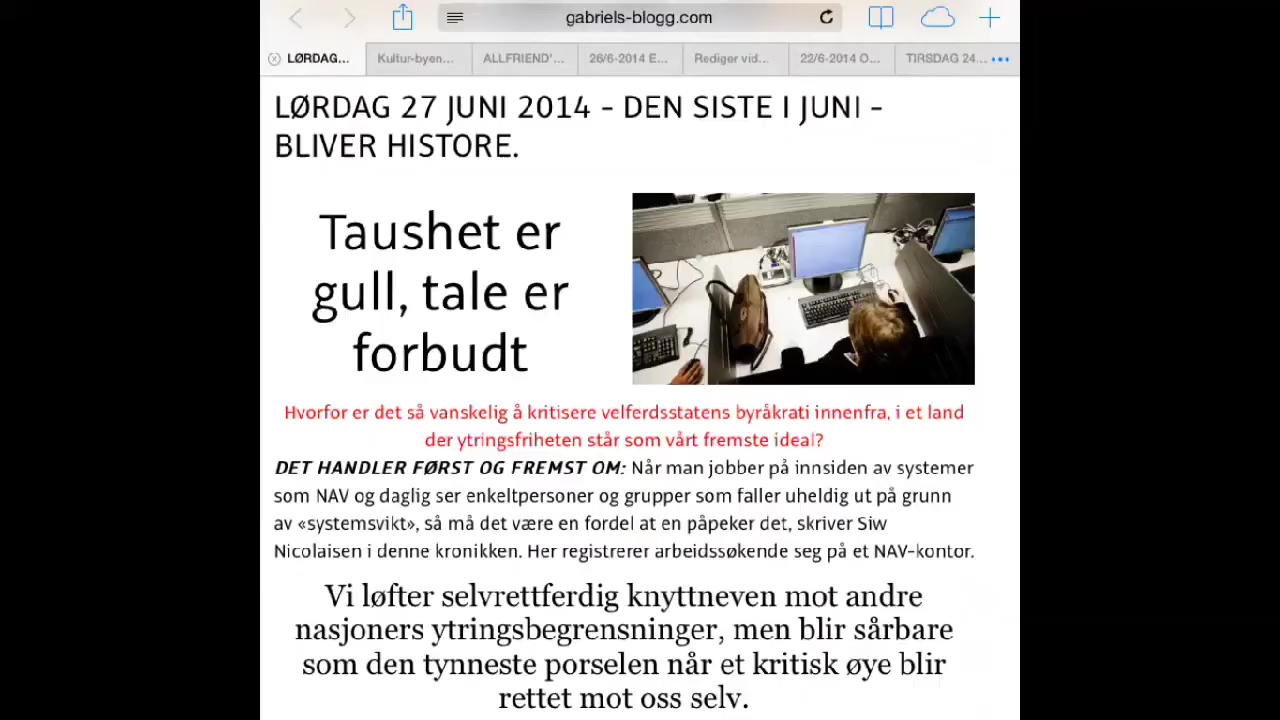 gabriels-blogg.com
LØRDAG...
Kultur-byen...
ALLFRIEND'...
26/6-2014 E...
Rediger vid...
22/6-2014 O...
TIRSDAG 24...
LØRDAG 27 JUNI 2014 - DEN SISTE I JUNI -
BLIVER HISTORE.
Taushet er
gull, tale er
forbudt
Hvorfor er det så vanskelig å kritisere velferdsstatens byråkrati innenfra, i et land
der ytringsfriheten står som vårt fremste ideal?
DET HANDLER FØRST OG FREMST OM: Når man jobber på innsiden av systemer
som NAV og daglig ser enkeltpersoner og grupper som faller uheldig ut på grunn
av «systemsvikt», så må det være en fordel at en påpeker det, skriver Siw
Nicolaisen i denne kronikken. Her registrerer arbeidssøkende seg på et NAV-kontor.
Vi løfter selvrettferdig knyttneven mot andre
nasjoners ytringsbegrensninger, men blir sårbare
som den tynneste porselen når et kritisk øye blir
rettet mot oss selv.